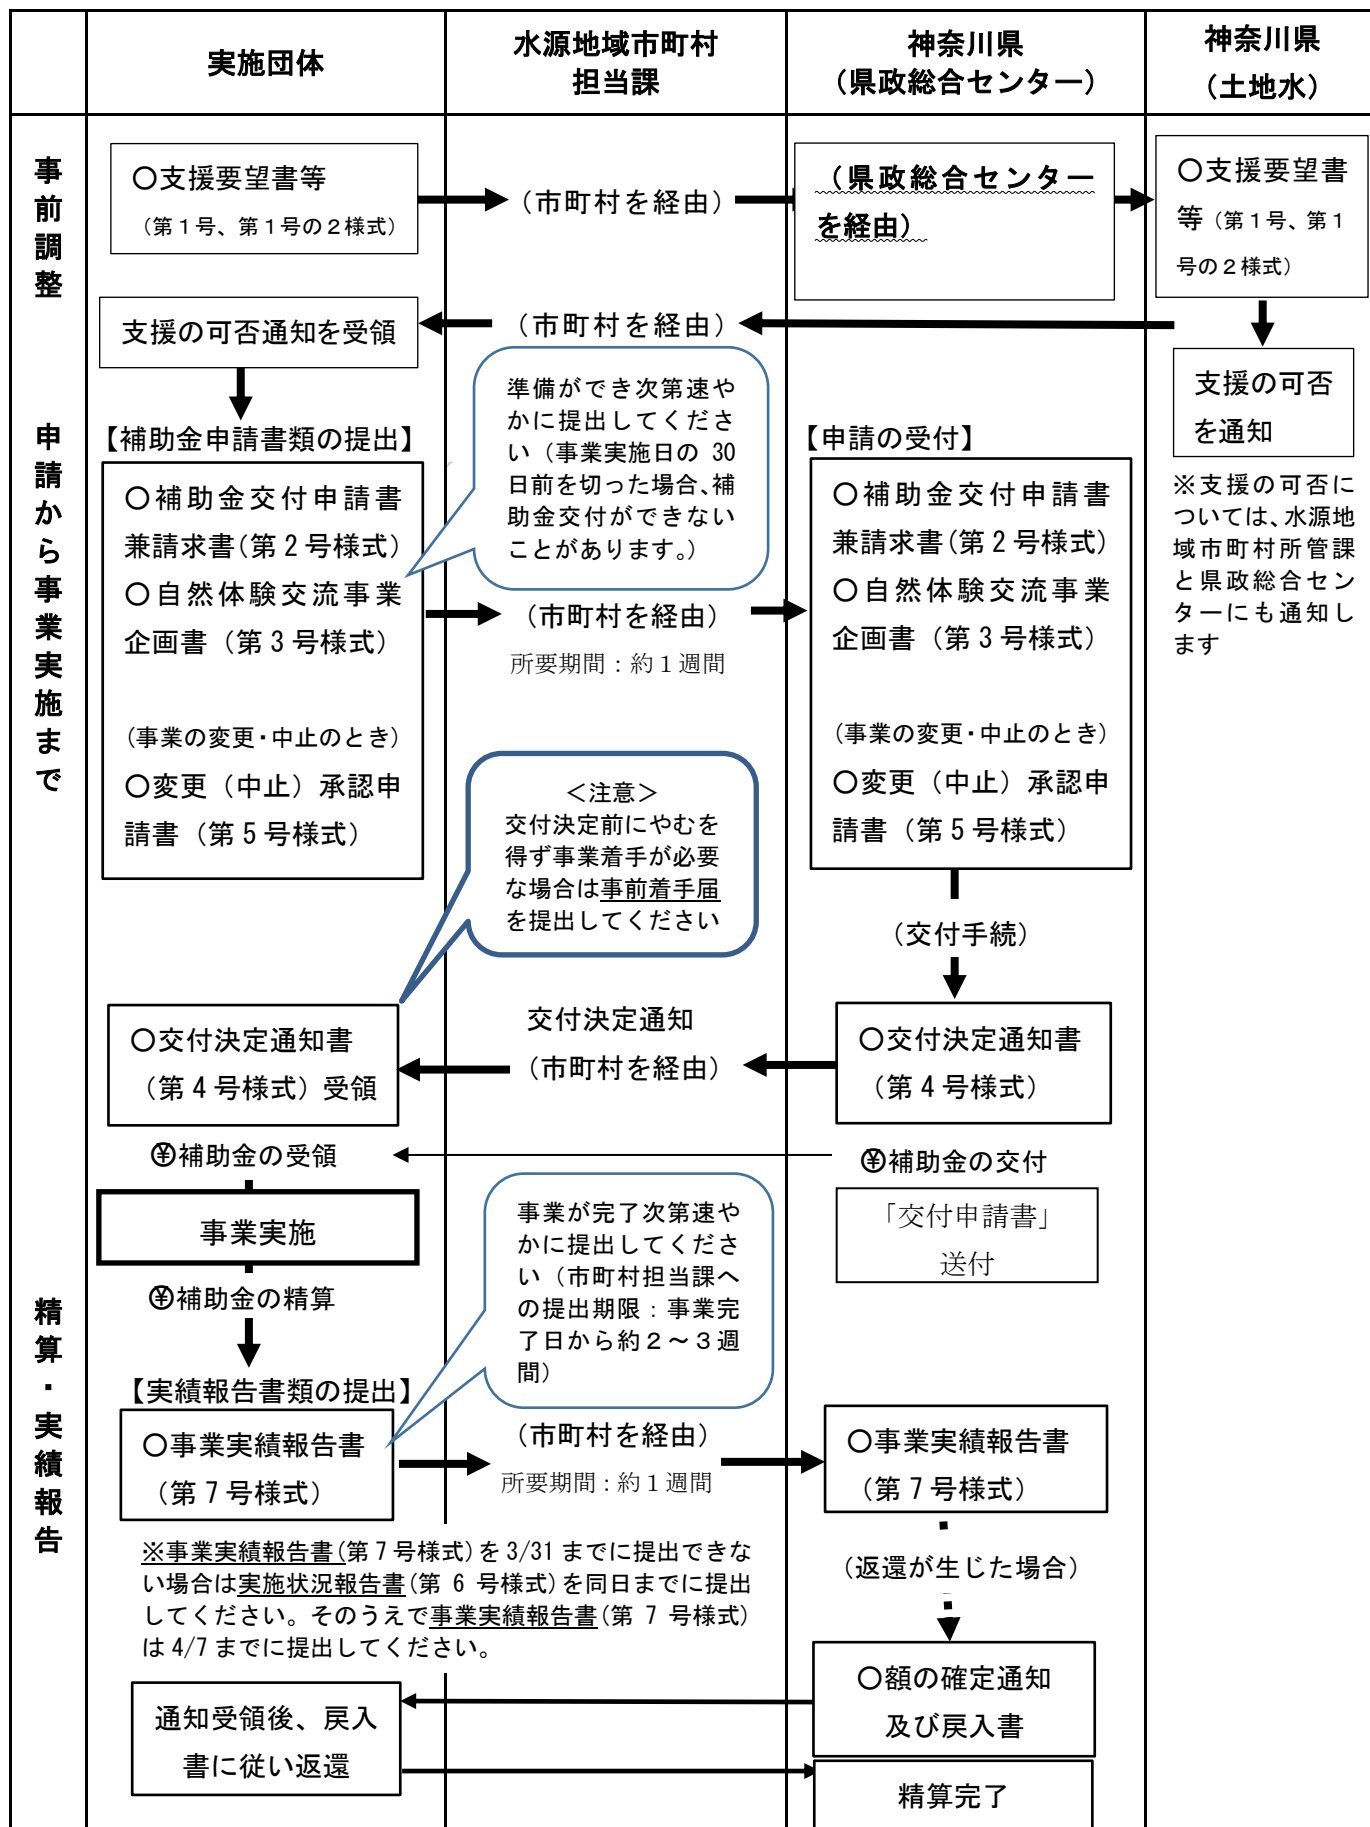 実施団体
水源地域市町村
担当課
神奈川県
（県政総合センター）
神奈川県
（土地水）
事前調整
〇支援要望書等
（第１号、第１号の２様式）
（市町村を経由）
（県政総合センター
を経由）
〇支援要望書
等（第１号、第１
号の２様式）
支援の可否通知を受領
（市町村を経由）
支援の可否
を通知
※支援の可否に
ついては、水源地
域市町村所管課
と県政総合セン
ターにも通知し
ます
申請から事業実施まで
準備ができ次第速や
かに提出してくださ
い（事業実施日の 30
日前を切った場合、補
助金交付ができない
ことがあります。）
【補助金申請書類の提出】
〇補助金交付申請書
兼請求書（第２号様式）
〇自然体験交流事業
企画書（第３号様式）
（事業の変更・中止のとき）
〇変更（中止）承認申
請書（第５号様式）
（市町村を経由）
所要期間：約１週間
【申請の受付】
〇補助金交付申請書
兼請求書（第２号様式）
〇自然体験交流事業
企画書（第３号様式）
（事業の変更・中止のとき）
〇変更（中止）承認申
請書（第５号様式）
＜注意＞
交付決定前にやむを
得ず事業着手が必要
な場合は事前着手届
を提出してください
（交付手続）
〇交付決定通知書
（第４号様式）受領
交付決定通知
（市町村を経由）
〇交付決定通知書
（第４号様式）
Ⓨ補助金の受領
Ⓨ補助金の交付
事業実施
「交付申請書」
送付
Ⓨ補助金の精算
精算・実績報告
事業が完了次第速や
かに提出してくださ
い（市町村担当課へ
の提出期限：事業完
了日から約２～３週
間）
【実績報告書類の提出】
〇事業実績報告書
（第７号様式）
（市町村を経由）
所要期間：約１週間
〇事業実績報告書
（第７号様式）
※事業実績報告書（第７号様式）を 3/31 までに提出できな
い場合は実施状況報告書（第 6 号様式）を同日までに提出
してください。そのうえで事業実績報告書（第 7 号様式）
は 4/7 までに提出してください。
（返還が生じた場合）
通知受領後、戻入
書に従い返還
〇額の確定通知
及び戻入書
精算完了